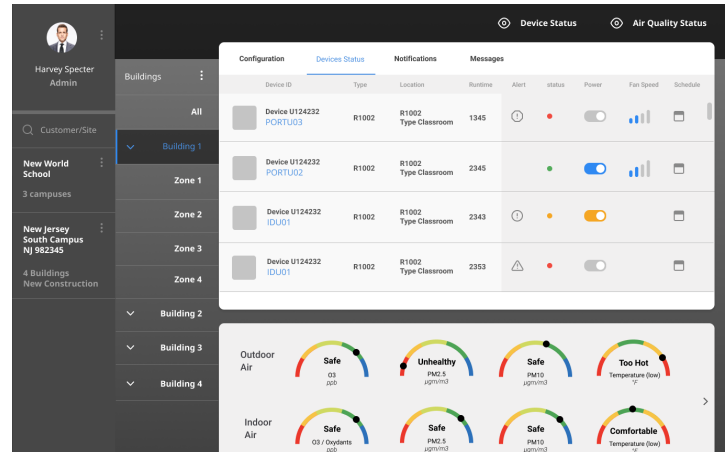 Device Status
Air Quality Status
Harvey Specter
Admin
Customer/Site
New World
School
3 campuses
New Jersey
South Campus
NJ 982345
4 Buildings
New Construction
Buildings
All
Building 1
Zone 1
Zone 2
Zone 3
Zone 4
Building 2
Building 3
Building 4
Configuration Devices Status Notifications Messages
Device ID Type Location Runtime Alert status Power Fan Speed Schedule
Device U124232
PORTU03
R1002
R1002
Type Classroom
1345
Device U124232
PORTU02
R1002
R1002
Type Classroom
2345
Device U124232
IDU01
R1002
R1002
Type Classroom
2343
Device U124232
IDU01
R1002
R1002
Type Classroom
2353
Outdoor
Air
Safe
O3
ppb
Unhealthy
PM2.5
µgm/m3
Safe
PM10
µgm/m3
Too Hot
Temperature (low)
°F
Indoor
Air
Safe
O3 / Oxydants
ppb
Safe
PM2.5
µgm/m3
Safe
PM10
µgm/m3
Comfortable
Temperature (low)
°F